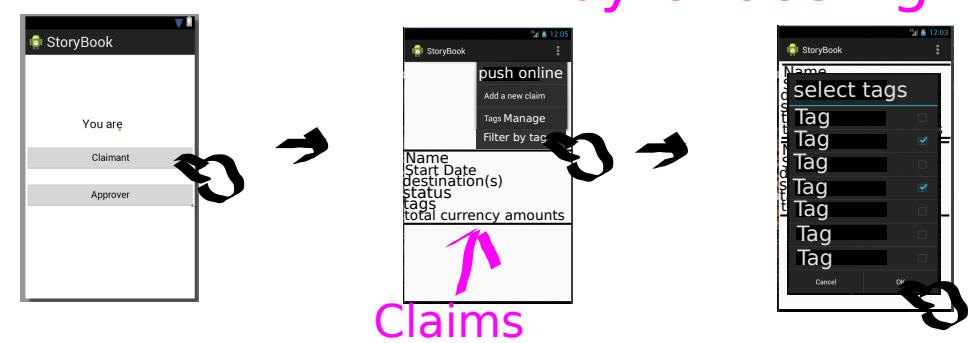 StoryBook
You are
Claimant
Approver
12:05
StoryBook
push online
Add a new claim
Tags Manage
Filter by tag
Name
Start Date
destination(s)
status
tags
total currency amounts
Claims
12:03
StoryBook
Name
select tags
Tag
Tag
Tag
Tag
Tag
Tag
Tag
Cancel
OK